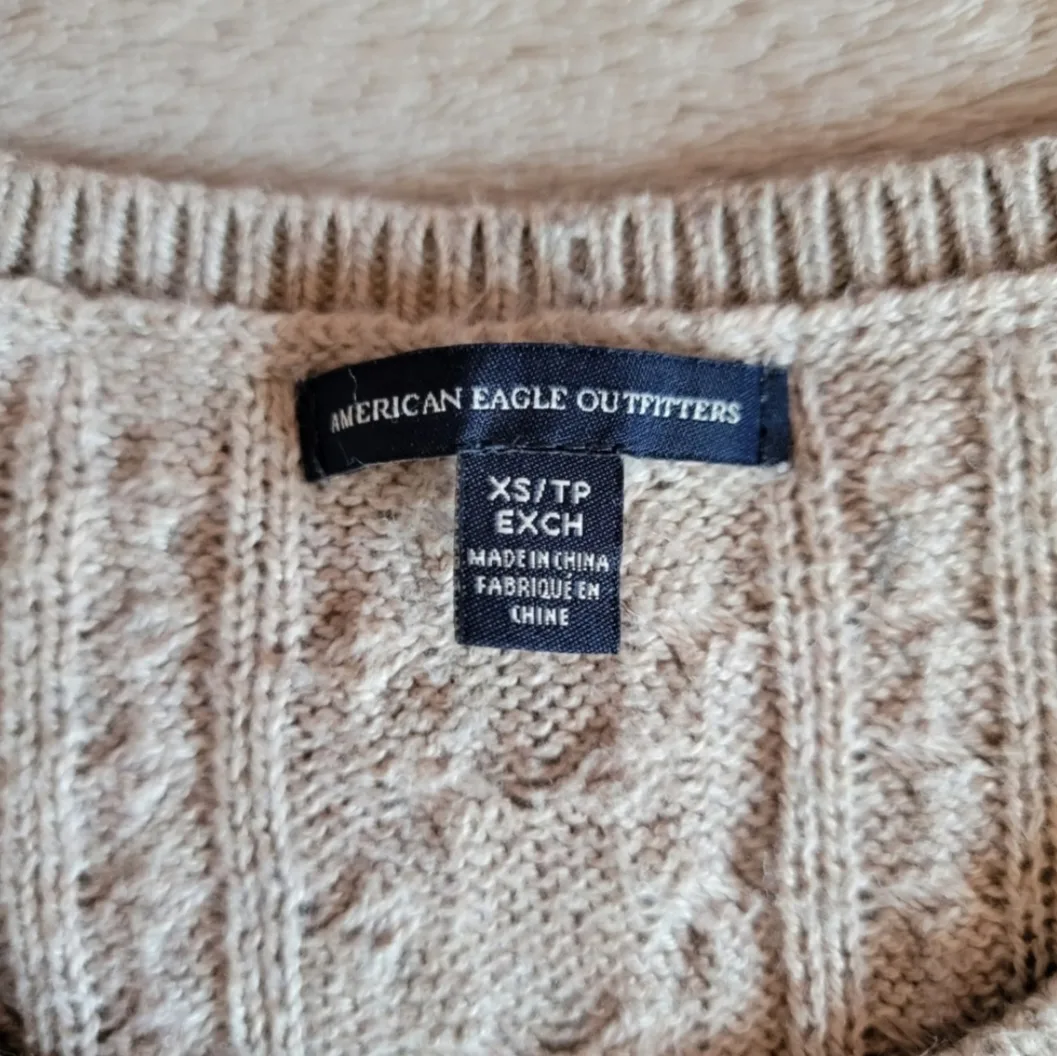 AMERICAN EAGLE OUTFITTERS
XS/TP
EXCH
MADE IN CHINA
FABRIQUÉ EN
CHINE